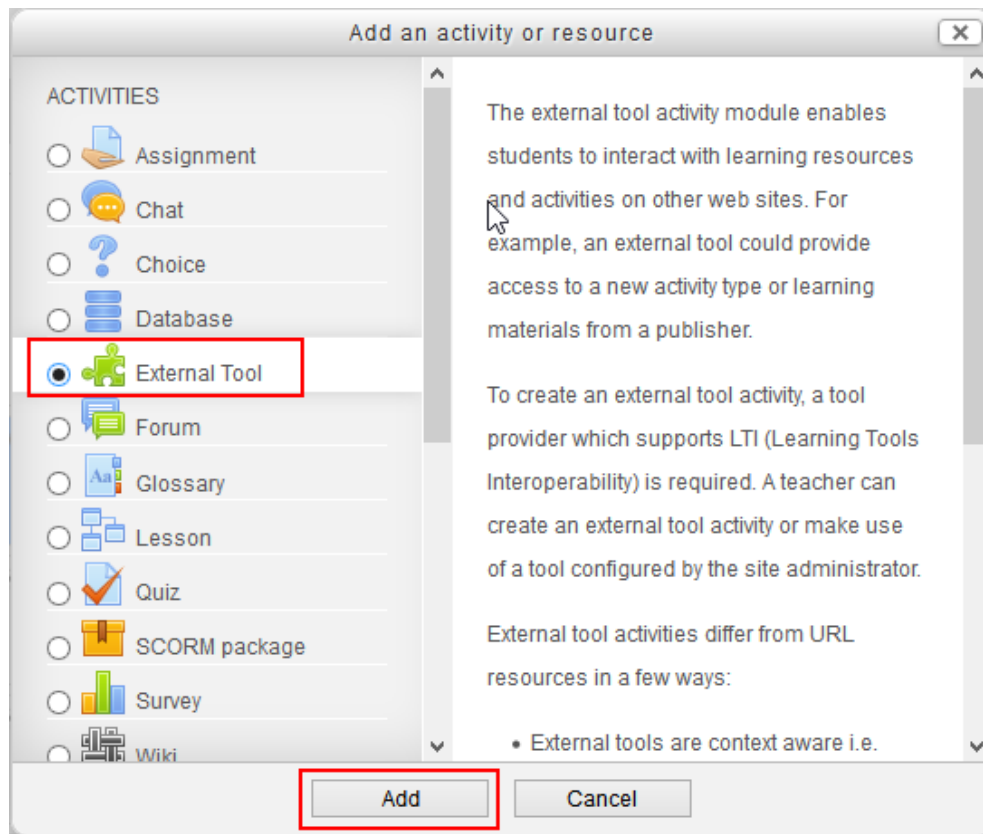 Add an activity or resource
ACTIVITIES
Assignment
Chat
Choice
Database
External Tool
Forum
Aa
Glossary
Lesson
Quiz
SCORM package
Survey
Wiki
The external tool activity module enables
students to interact with learning resources
and activities on other web sites. For
example, an external tool could provide
access to a new activity type or learning
materials from a publisher.
To create an external tool activity, a tool
provider which supports LTI (Learning Tools
Interoperability) is required. A teacher can
create an external tool activity or make use
of a tool configured by the site administrator.
External tool activities differ from URL
resources in a few ways:
• External tools are context aware i.e.
Add
Cancel